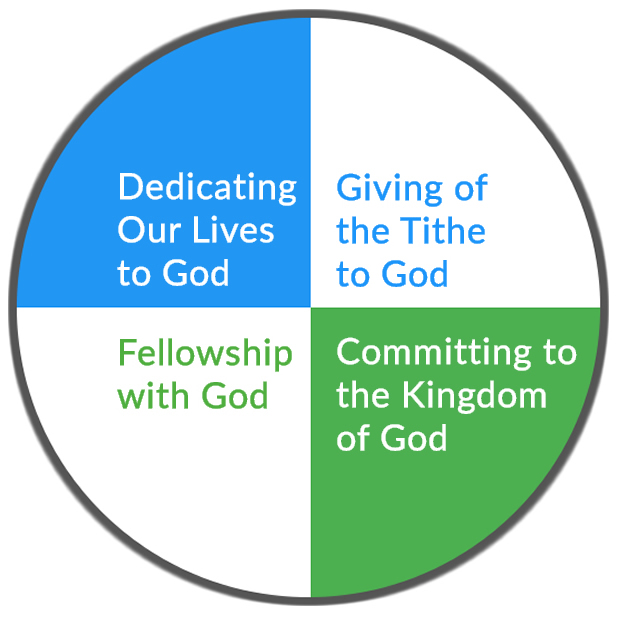 Dedicating
Our Lives
to God
Giving of
the Tithe
to God
Fellowship
with God
Committing to
the Kingdom
of God